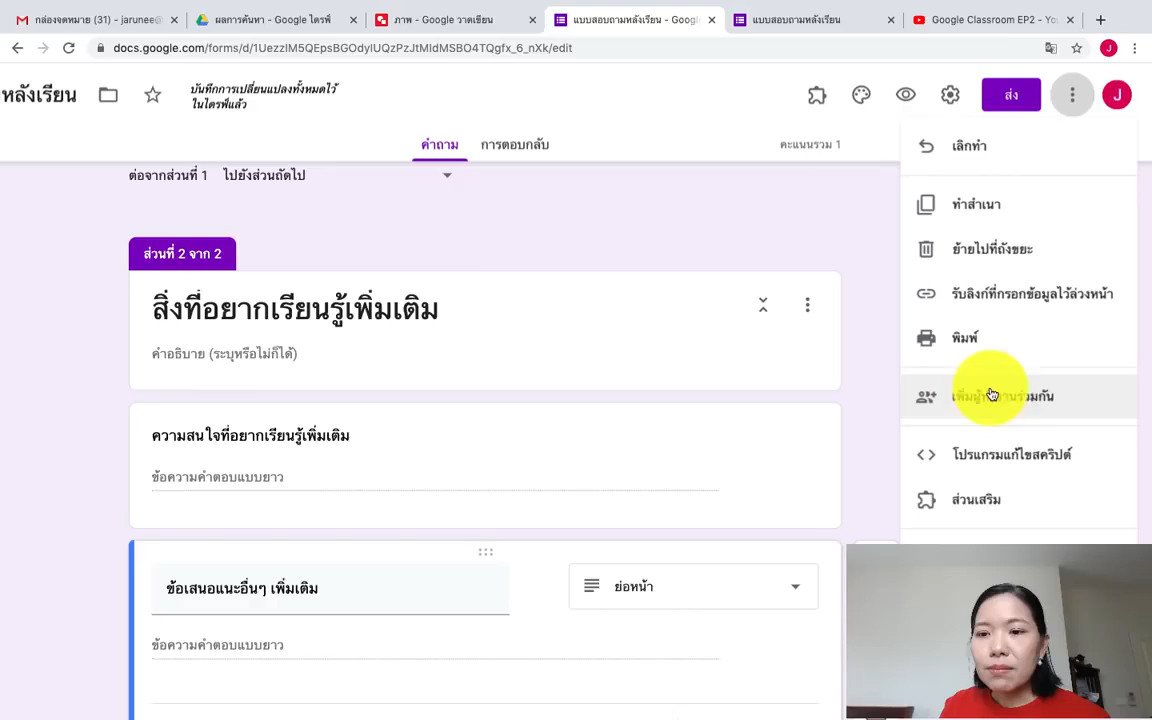 กล่องจดหมาย (31) - jarunee@
ผลการค้นหา - Google ไดรฟ์
ภาพ - Google วาดเขียน
แบบสอบถามหลังเรียน - Goog
แบบสอบถามหลังเรียน
Google Classroom EP2 - Yo
docs.google.com/forms/d/1UezzlM5QEpsBGOdylUQzPzJtMldMSBO4TQgfx_6_nXk/edit
หลังเรียน
บันทึกการเปลี่ยนแปลงทั้งหมดไว้
ในไดรฟ์แล้ว
ส่ง
J
คำถาม
การตอบกลับ
คะแนนรวม 1
ต่อจากส่วนที่ 1 ไปยังส่วนถัดไป
ส่วนที่ 2 จาก 2
สิ่งที่อยากเรียนรู้เพิ่มเติม
คำอธิบาย (ระบุหรือไม่ก็ได้)
ความสนใจที่อยากเรียนรู้เพิ่มเติม
ข้อความคำตอบแบบยาว
ข้อเสนอแนะอื่นๆ เพิ่มเติม
ย่อหน้า
ข้อความคำตอบแบบยาว
เลิกทำ
ทำสำเนา
ย้ายไปที่ถังขยะ
รับลิงก์ที่กรอกข้อมูลไว้ล่วงหน้า
พิมพ์
เพิ่มผู้ทำงานร่วมกัน
โปรแกรมแก้ไขสคริปต์
ส่วนเสริม